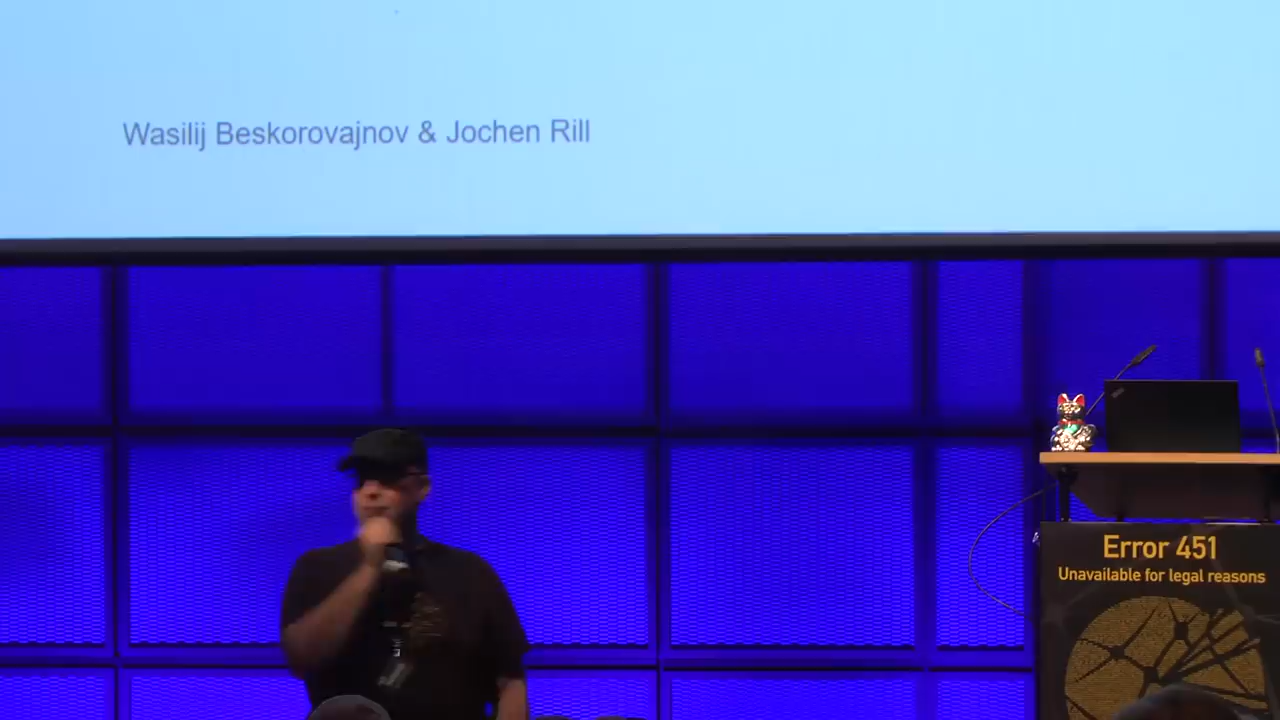 Wasilij Beskorovajnov & Jochen Rill
Error 451
Unavailable for legal reasons